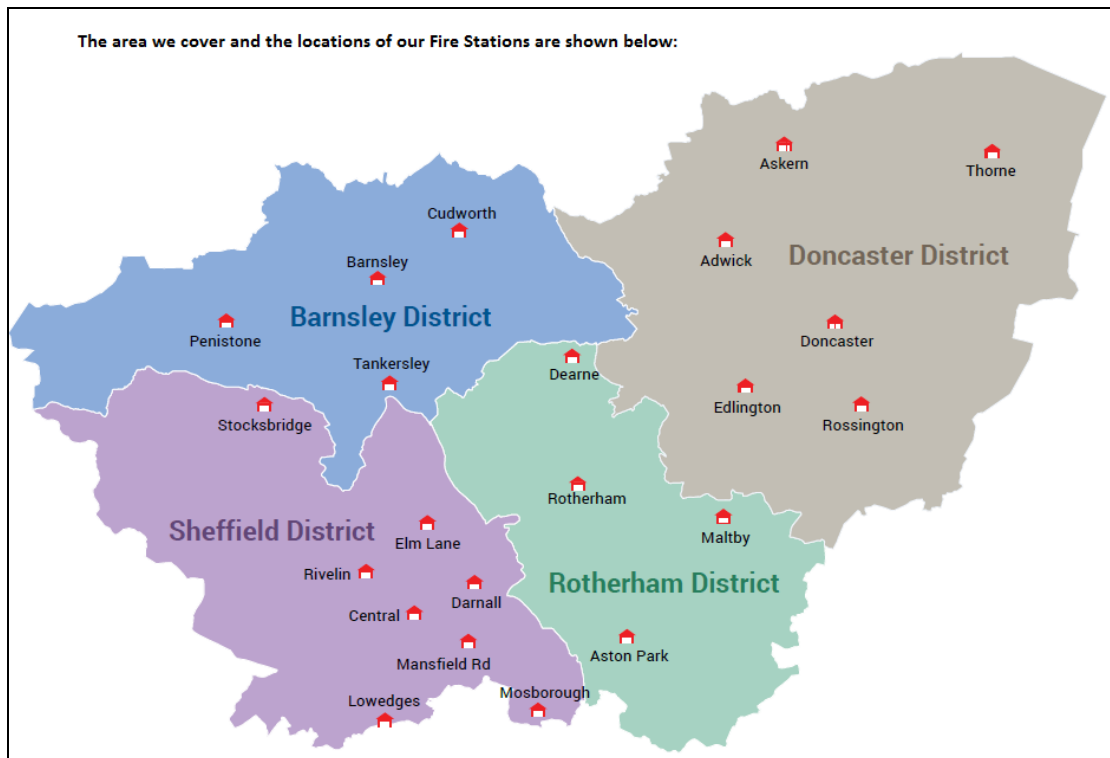 The area we cover and the locations of our Fire Stations are shown below:
Askern
Thorne
Cudworth
Adwick
Doncaster District
Barnsley
Barnsley District
Penistone
Doncaster
Tankersley
Dearne
Edlington
Stocksbridge
Rossington
Rotherham
Sheffield District
Maltby
Elm Lane
Rivelin
Rotherham District
Darnall
Central
Aston Park
Mansfield Rd
Mosborough
Lowedges